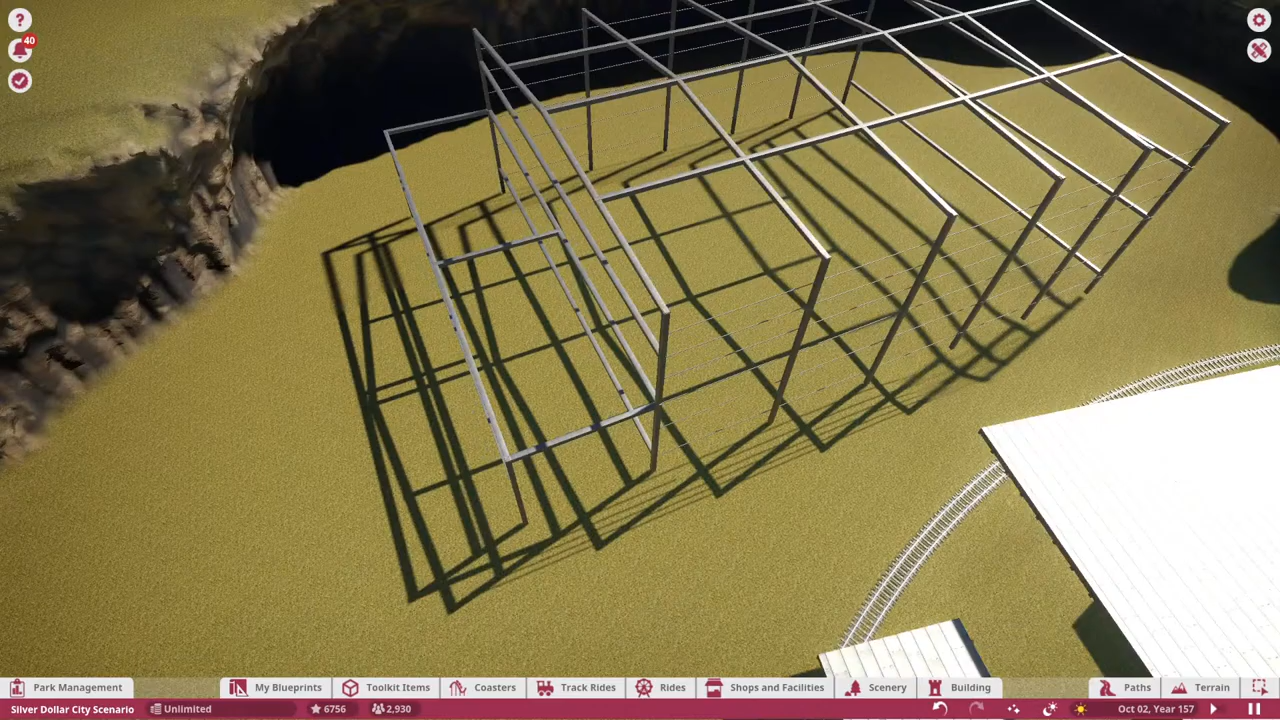 ?
40
Park Management
My Blueprints
Toolkit Items
Coasters
Track Rides
Rides
Shops and Facilities
Scenery
Building
Paths
Terrain
Silver Dollar City Scenario
Unlimited
6756
2,930
Oct 02, Year 157